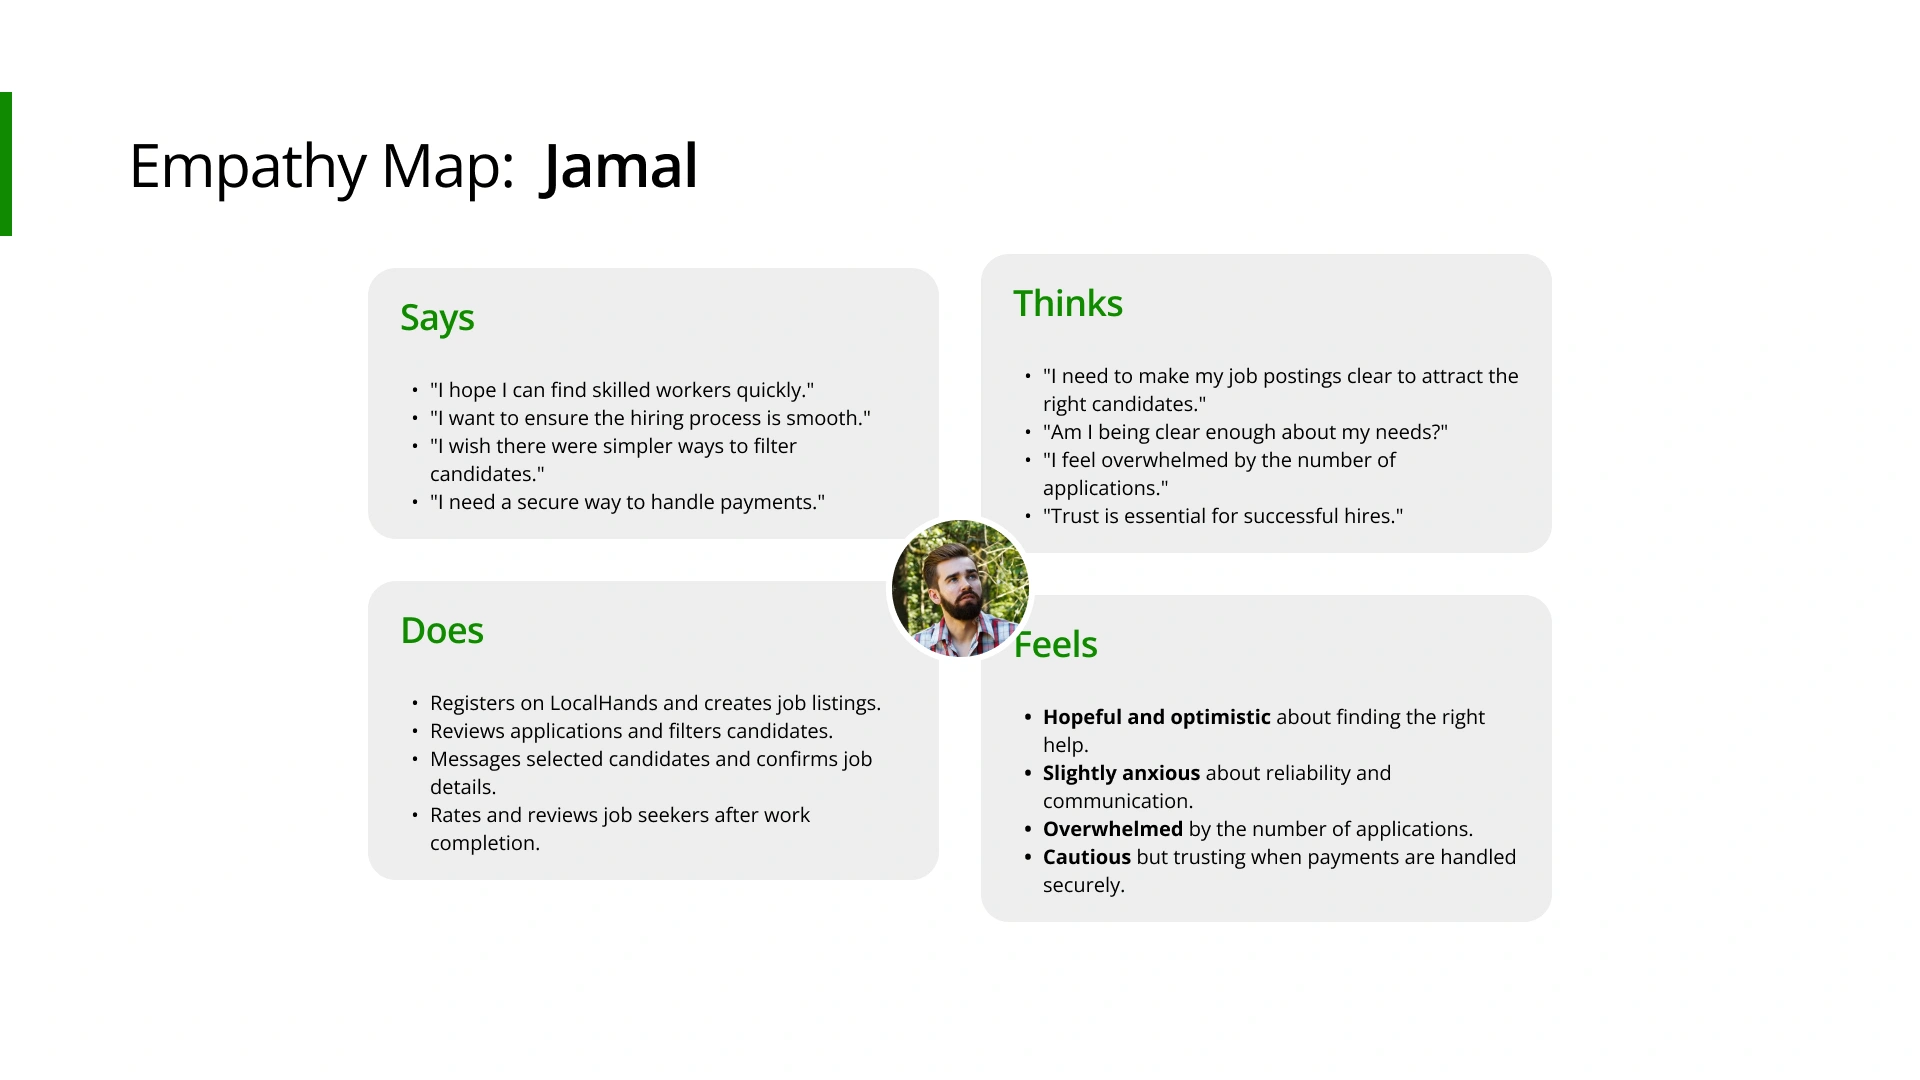 Empathy Map: Jamal
Says
• "I hope I can find skilled workers quickly."
• "I want to ensure the hiring process is smooth."
• "I wish there were simpler ways to filter
candidates."
• "I need a secure way to handle payments."
Thinks
• "I need to make my job postings clear to attract the
right candidates."
• "Am I being clear enough about my needs?"
• "I feel overwhelmed by the number of
applications."
• "Trust is essential for successful hires."
Does
• Registers on LocalHands and creates job listings.
• Reviews applications and filters candidates.
• Messages selected candidates and confirms job
details.
• Rates and reviews job seekers after work
completion.
Feels
• Hopeful and optimistic about finding the right
help.
• Slightly anxious about reliability and
communication.
• Overwhelmed by the number of applications.
• Cautious but trusting when payments are handled
securely.